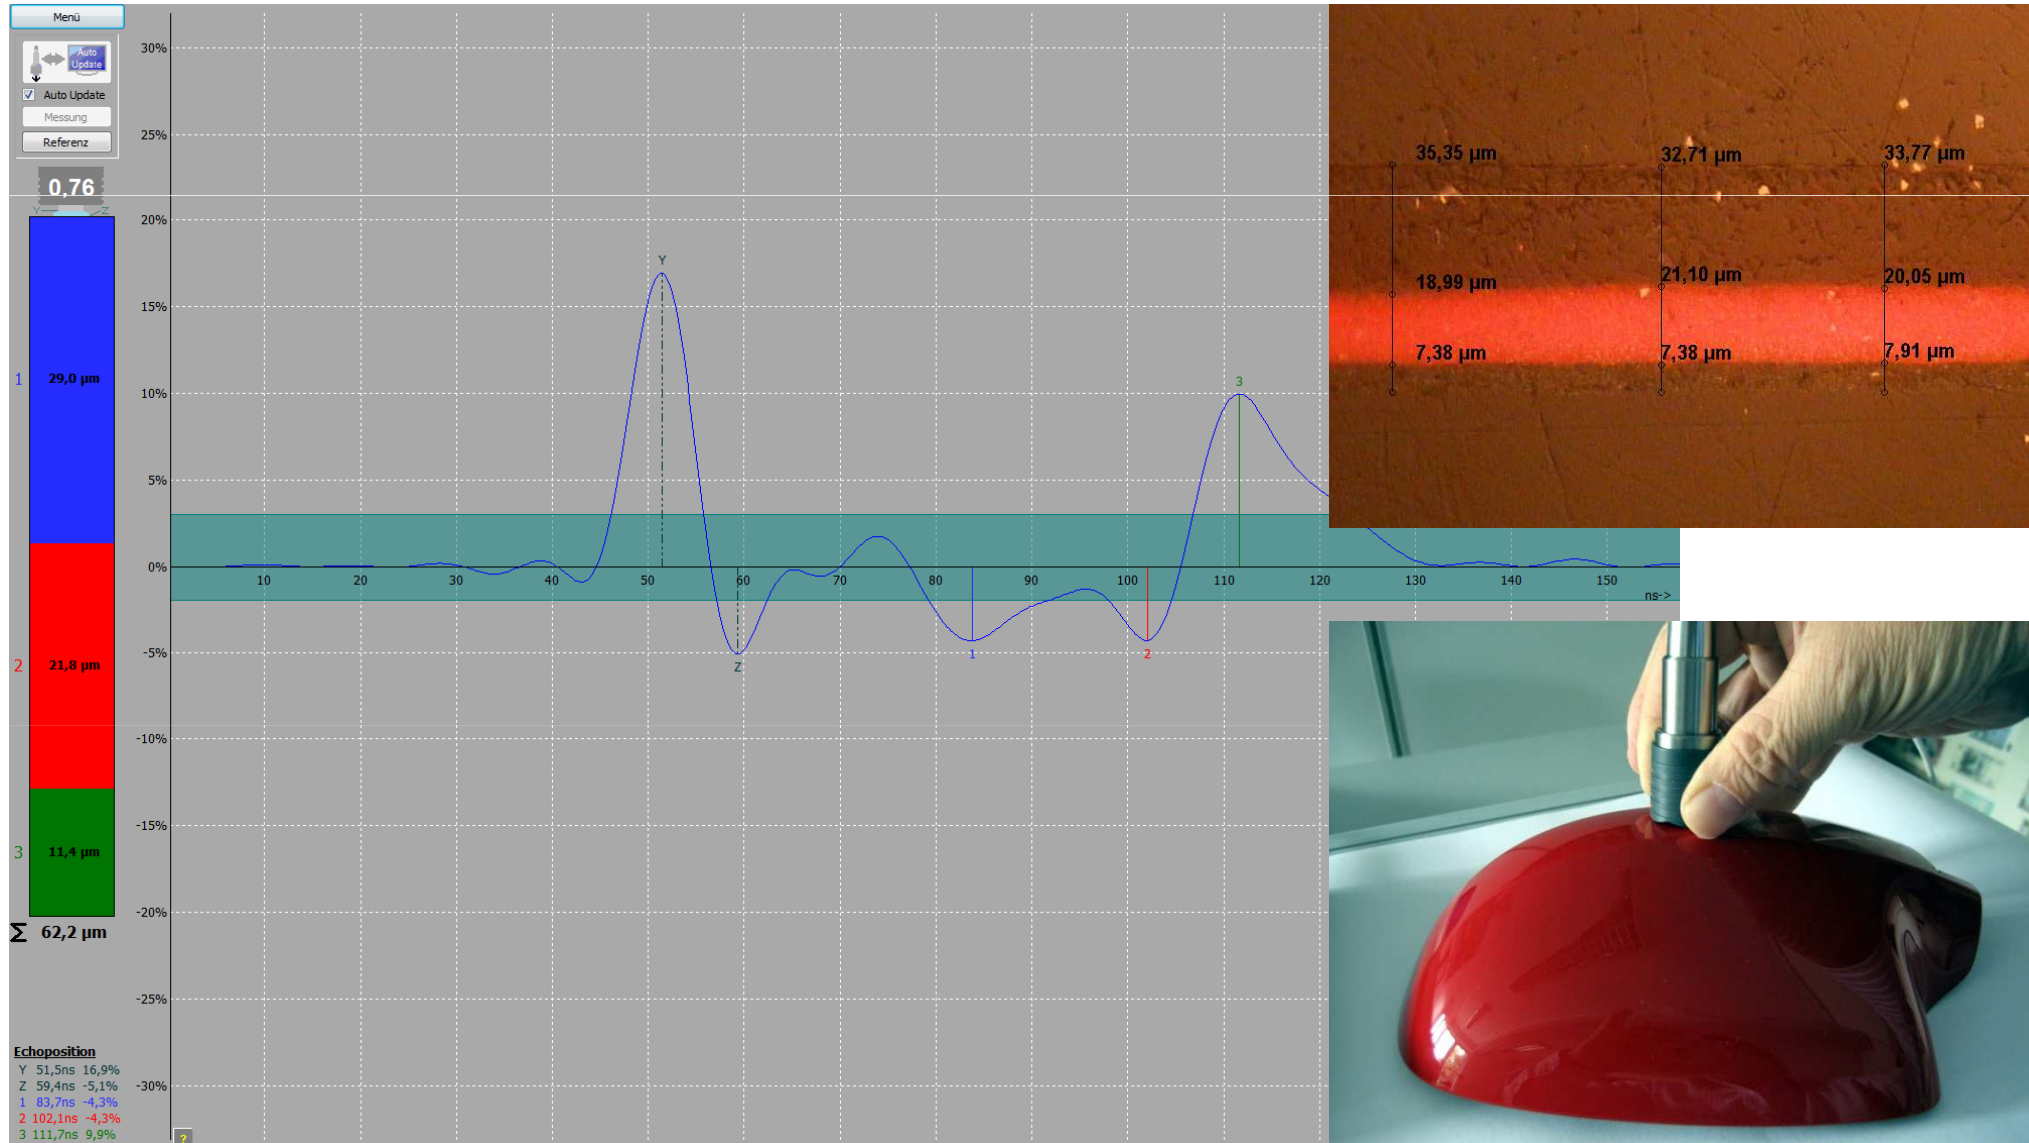 Menü
Auto
Update
Auto Update
Messung
Referenz
0,76
Y Z
1 29,0 µm
2 21,8 µm
3 11,4 µm
Σ 62,2 µm
Echoposition
Y 51,5ns 16,9%
Z 59,4ns -5,1%
1 83,7ns -4,3%
2 102,1ns -4,3%
3 111,7ns 9,9%
30%
25%
20%
15%
10%
5%
0%
-5%
-10%
-15%
-20%
-25%
-30%
Y
3
10 20 30 40 50 60 70 80 90 100 110 120 130 140 150
ns->
Z
1
2
?
35,35 µm 32,71 µm 33,77 µm
18,99 µm 21,10 µm 20,05 µm
7,38 µm 7,38 µm 7,91 µm